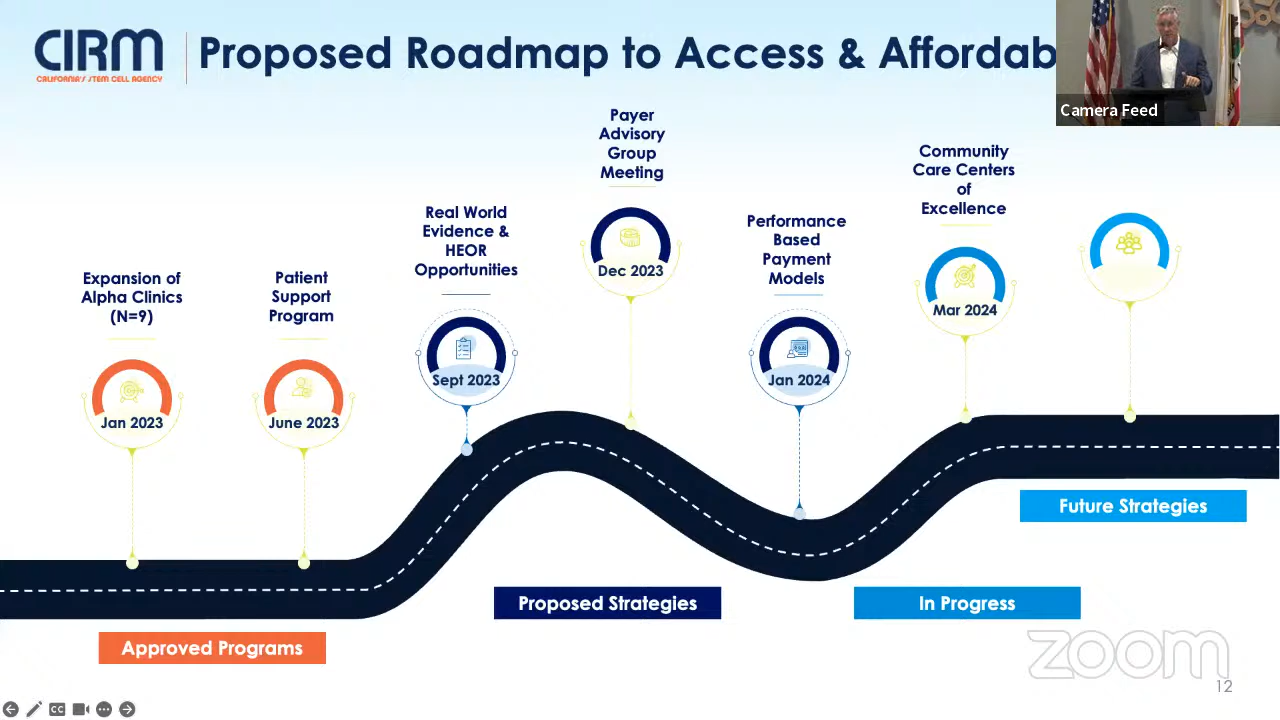 CIRM
CALIFORNIA'S STEM CELL AGENCY
Proposed Roadmap to Access & Affordab
Camera Feed
Expansion of
Alpha Clinics
(N=9)
Jan 2023
Patient
Support
Program
June 2023
Real World
Evidence &
HEOR
Opportunities
Sept 2023
Payer
Advisory
Group
Meeting
Dec 2023
Performance
Based
Payment
Models
Jan 2024
Community
Care Centers
of
Excellence
Mar 2024
Approved Programs
Proposed Strategies
In Progress
Future Strategies
zoom
12
CC